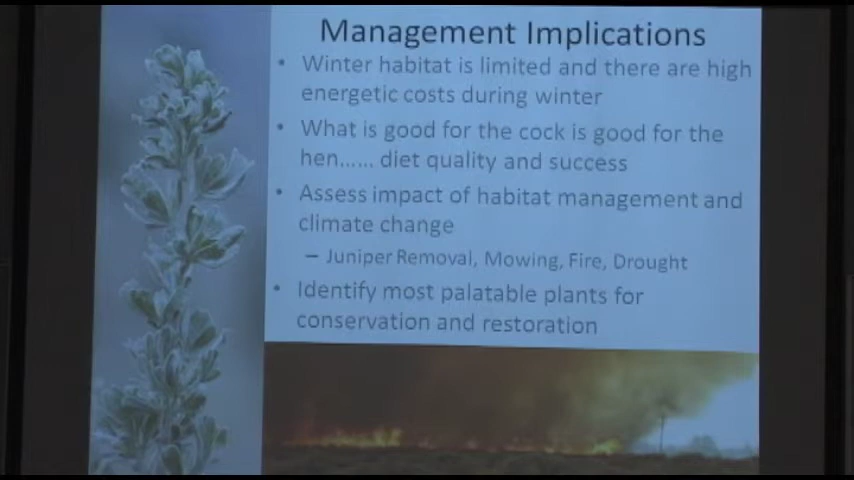 Management Implications
• Winter habitat is limited and there are high
energetic costs during winter
• What is good for the cock is good for the
hen...... diet quality and success
• Assess impact of habitat management and
climate change
– Juniper Removal, Mowing, Fire, Drought
• Identify most palatable plants for
conservation and restoration